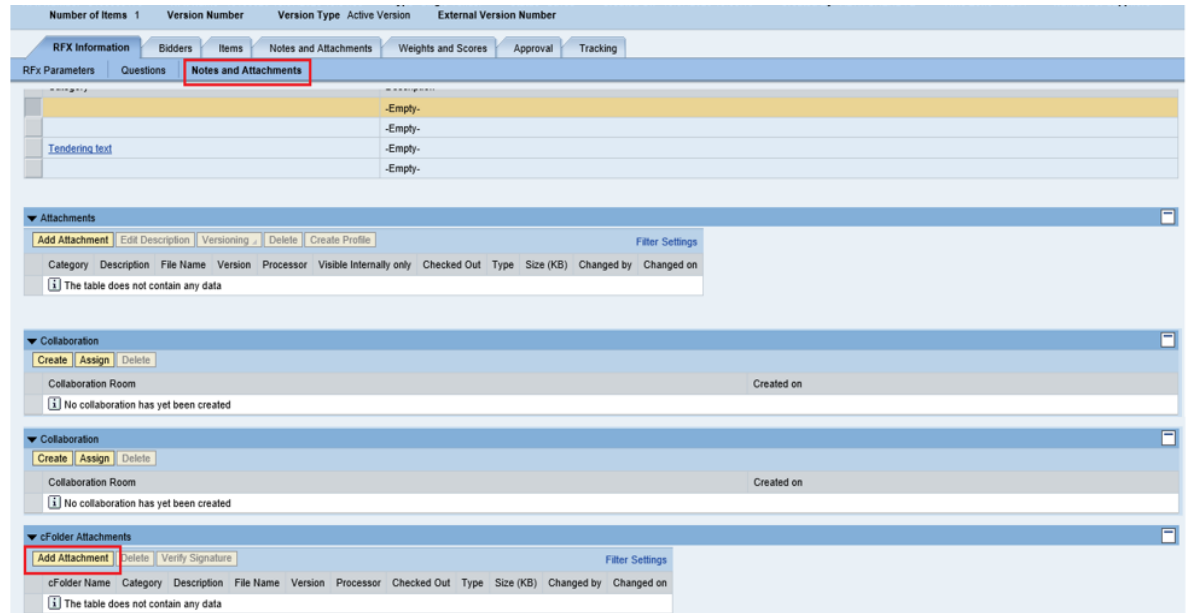 Number of Items 1 Version Number Version Type Active Version External Version Number
RFX Information Bidders Items Notes and Attachments Weights and Scores Approval Tracking
RFx Parameters Questions Notes and Attachments
-Empty-
-Empty-
Tendering text -Empty-
-Empty-
Attachments
Add Attachment Edit Description Versioning Delete Create Profile Filter Settings
Category Description File Name Version Processor Visible Internally only Checked Out Type Size (KB) Changed by Changed on
The table does not contain any data
Collaboration
Create Assign Delete
Collaboration Room Created on
No collaboration has yet been created
Collaboration
Create Assign Delete
Collaboration Room Created on
No collaboration has yet been created
cFolder Attachments
Add Attachment Delete Verify Signature Filter Settings
cFolder Name Category Description File Name Version Processor Checked Out Type Size (KB) Changed by Changed on
The table does not contain any data